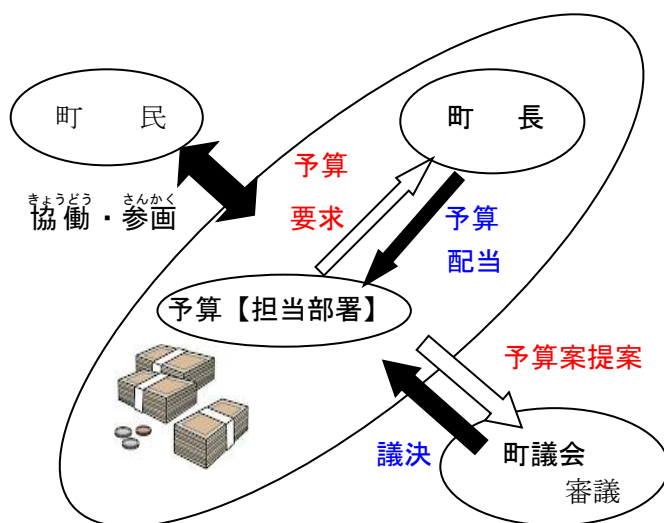 町　民
町　長
きょうどう　さんかく
協働・参画
予算
要求
予算
配当
予算【担当部署】
予算案提案
議決
町議会
審議